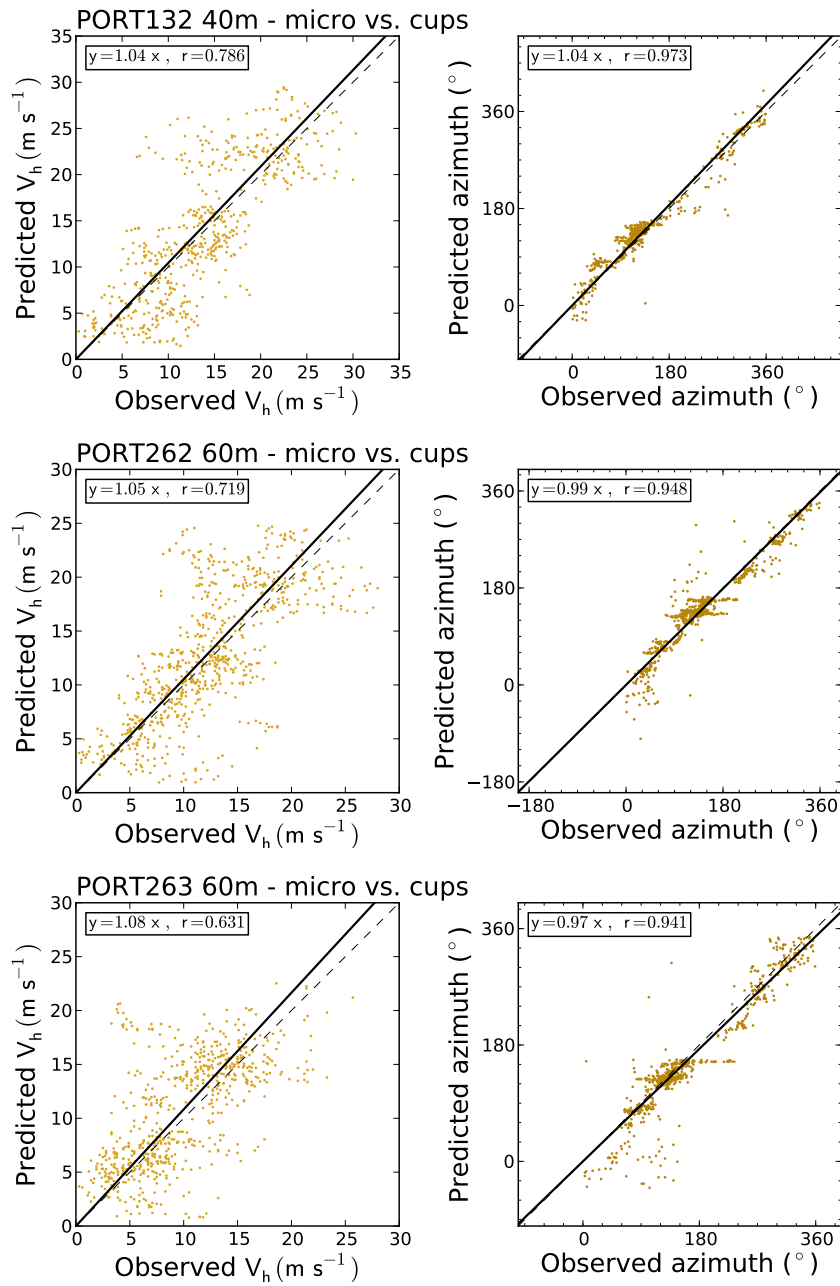 PORT132 40m - micro vs. cups
y=1.04 x , r=0.786
35
30
25
20
15
10
5
0
Predicted V_h (m s⁻¹)
0 5 10 15 20 25 30 35
Observed V_h (m s⁻¹)
y=1.04 x , r=0.973
360
180
0
Predicted azimuth (°)
0 180 360
Observed azimuth (°)
PORT262 60m - micro vs. cups
y=1.05 x , r=0.719
30
25
20
15
10
5
0
Predicted V_h (m s⁻¹)
0 5 10 15 20 25 30
Observed V_h (m s⁻¹)
y=0.99 x , r=0.948
360
180
0
−180
Predicted azimuth (°)
−180 0 180 360
Observed azimuth (°)
PORT263 60m - micro vs. cups
y=1.08 x , r=0.631
30
25
20
15
10
5
0
Predicted V_h (m s⁻¹)
0 5 10 15 20 25 30
Observed V_h (m s⁻¹)
y=0.97 x , r=0.941
360
180
0
Predicted azimuth (°)
0 180 360
Observed azimuth (°)